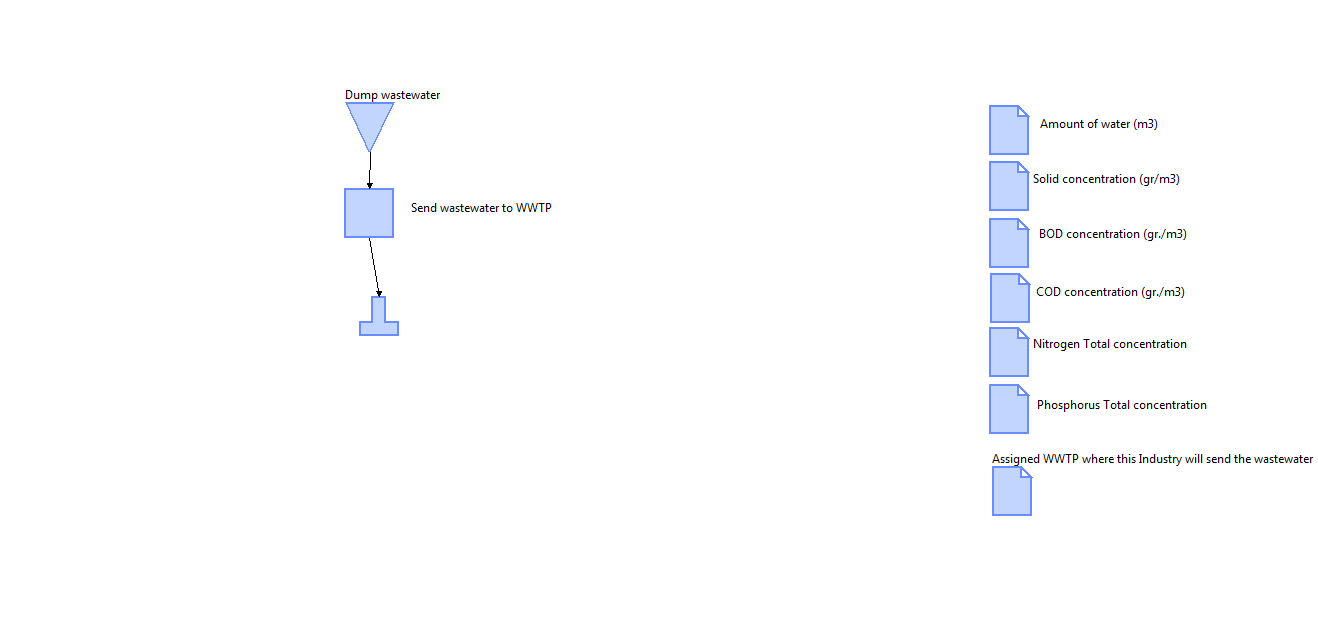 Dump wastewater
Send wastewater to WWTP
Amount of water (m3)
Solid concentration (gr/m3)
BOD concentration (gr./m3)
COD concentration (gr./m3)
Nitrogen Total concentration
Phosphorus Total concentration
Assigned WWTP where this Industry will send the wastewater